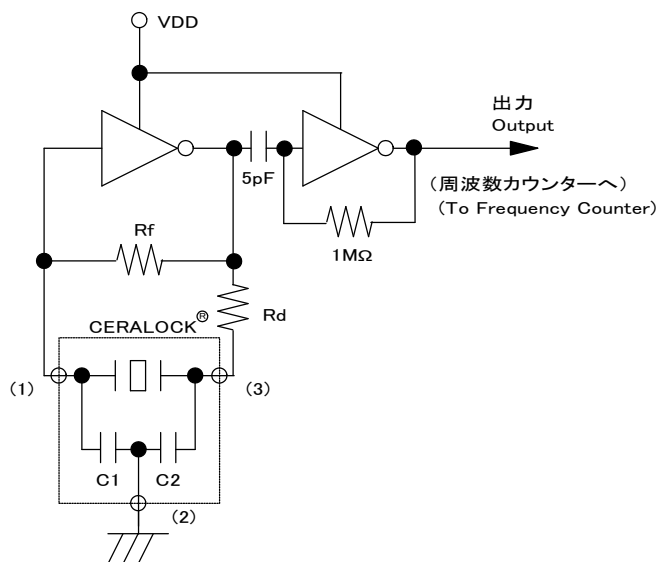 VDD
出力
Output
5pF
(周波数カウンターへ)
(To Frequency Counter)
Rf
1MΩ
Rd
CERALOCK®
(1)
(3)
C1
C2
(2)